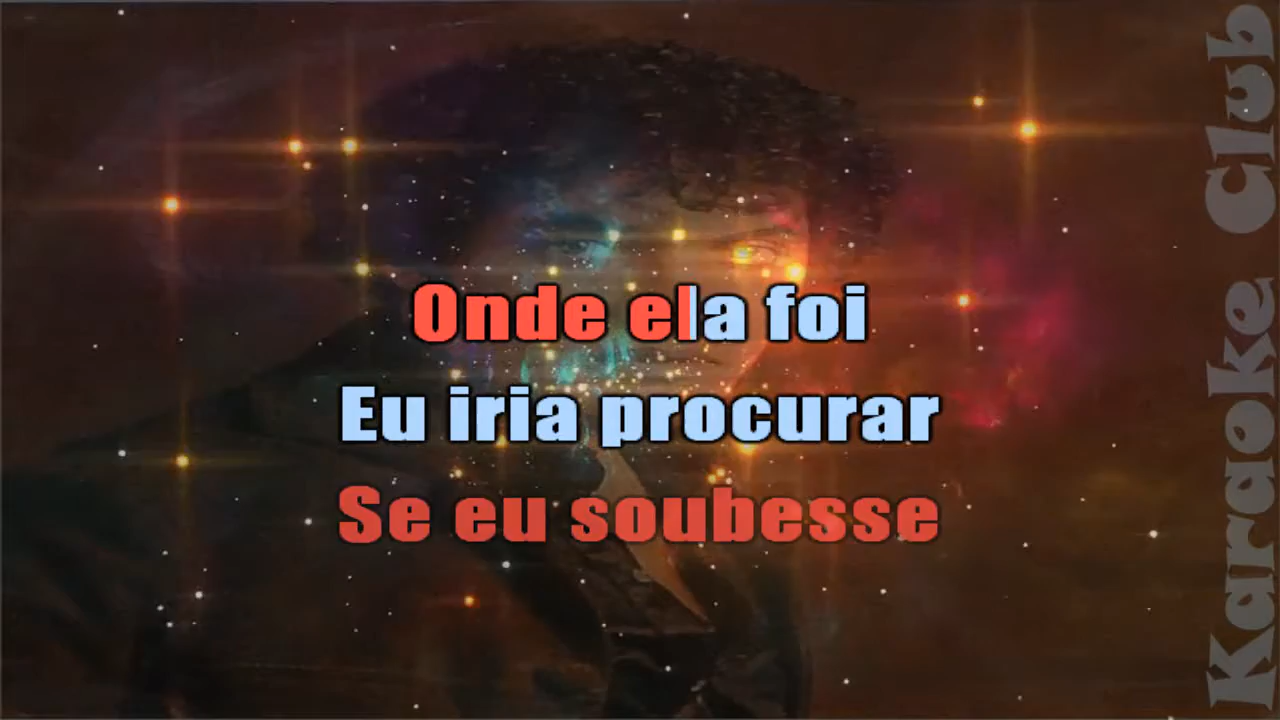 Onde ela foi
Eu iria procurar
Se eu soubesse
Karaoke Club